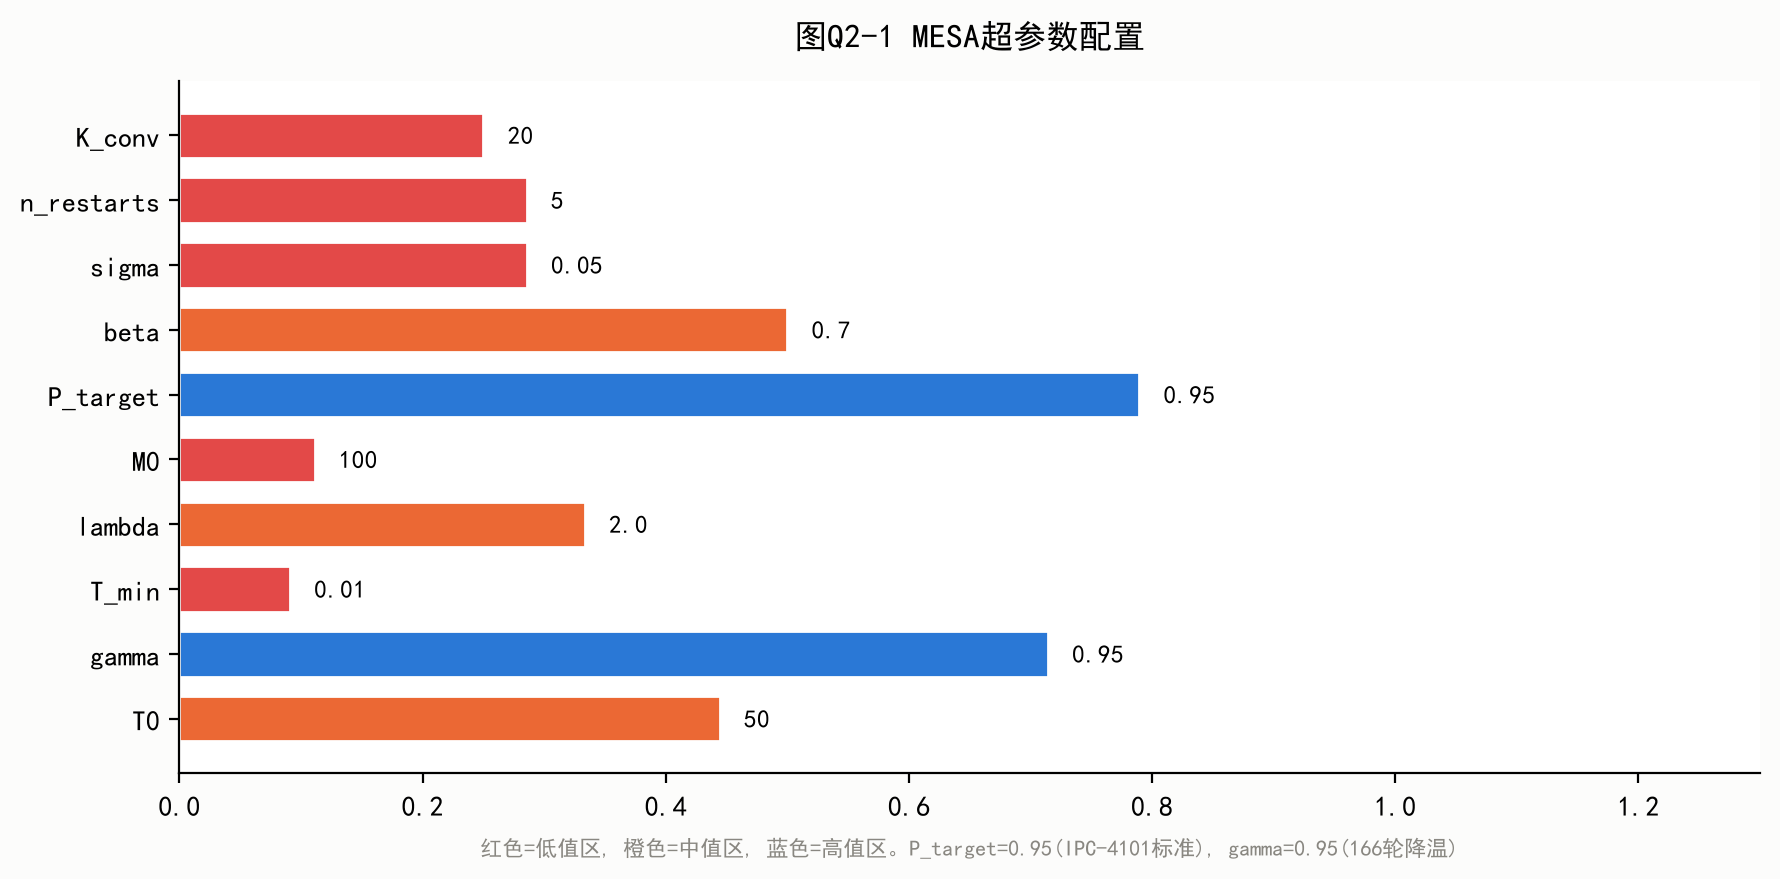 图Q2-1 MESA超参数配置
K_conv 20
n_restarts 5
sigma 0.05
beta 0.7
P_target 0.95
M0 100
lambda 2.0
T_min 0.01
gamma 0.95
T0 50
0.0 0.2 0.4 0.6 0.8 1.0 1.2
红色=低值区, 橙色=中值区, 蓝色=高值区。P_target=0.95(IPC-4101标准), gamma=0.95(166轮降温)